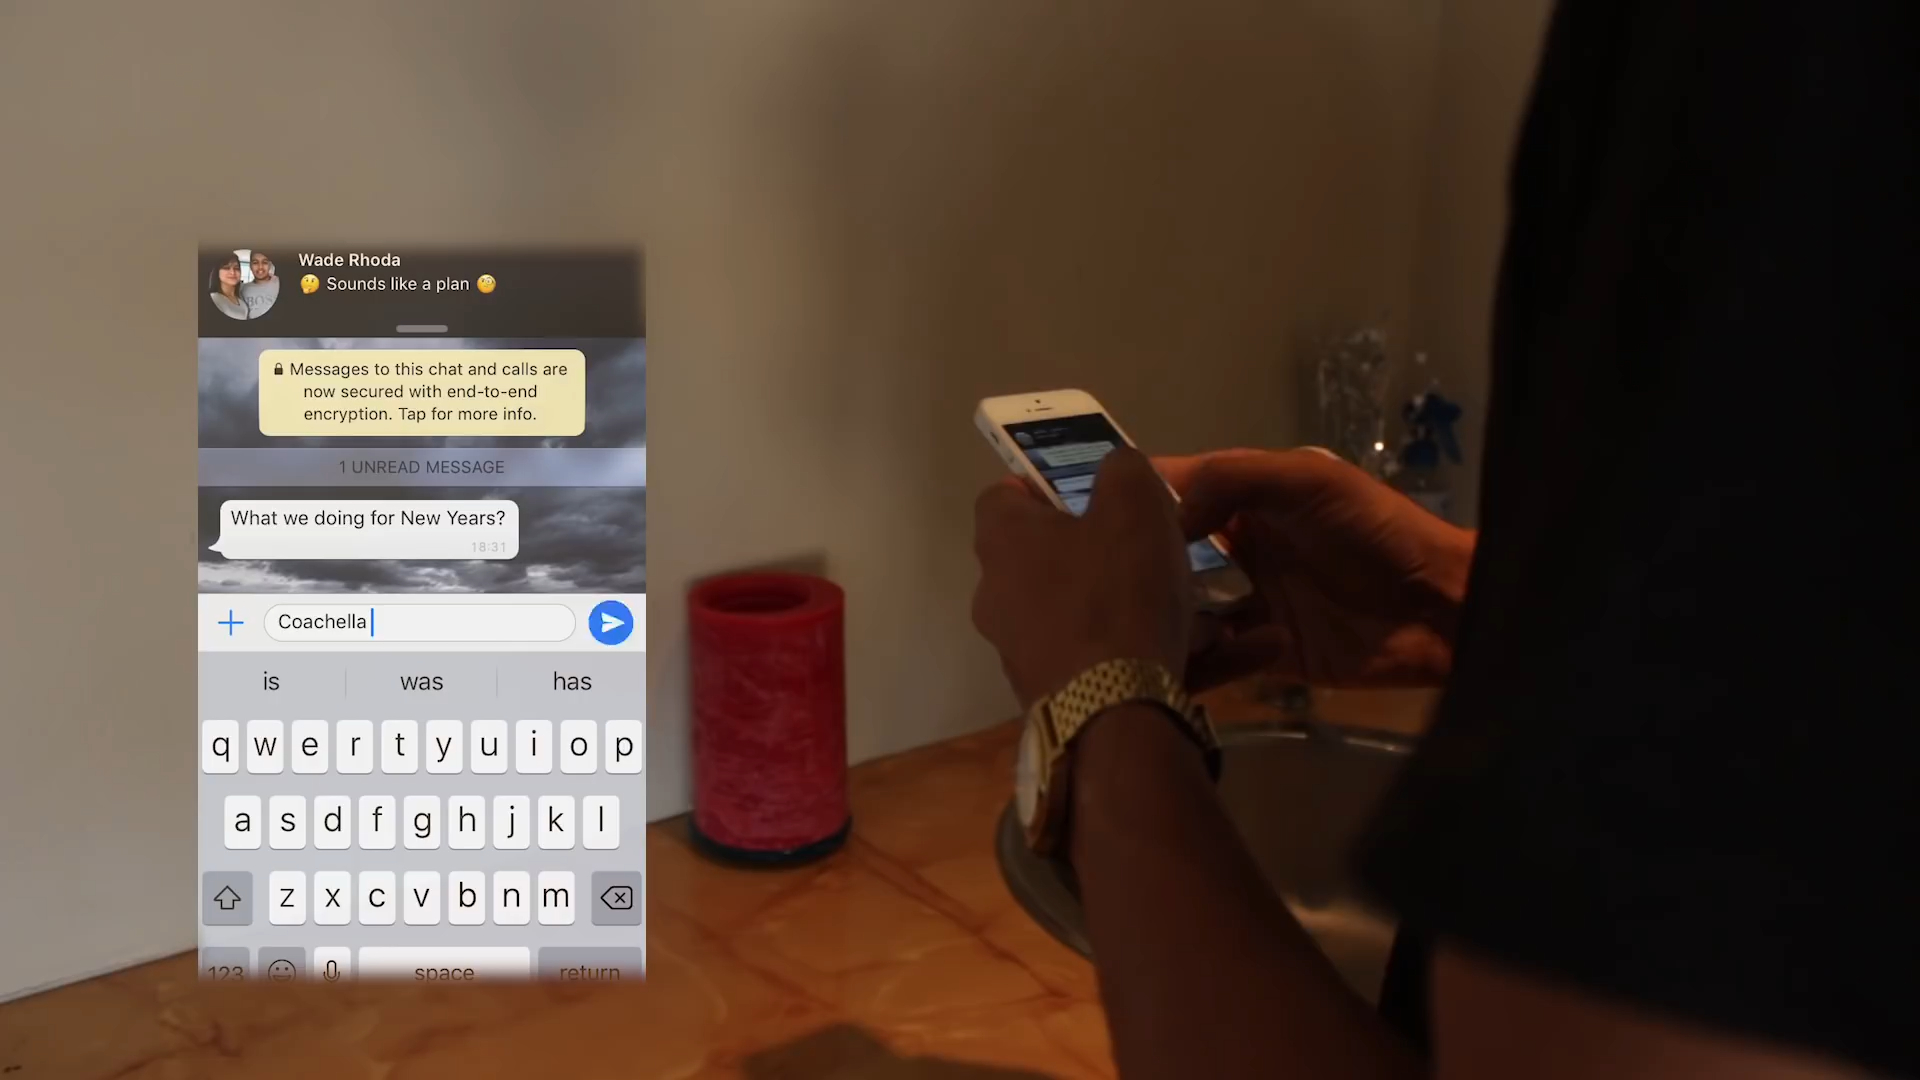 Wade Rhoda
🤔 Sounds like a plan 🧐
BOSS
🔒 Messages to this chat and calls are
now secured with end-to-end
encryption. Tap for more info.
1 UNREAD MESSAGE
What we doing for New Years?
18:31
Coachella
is was has
q w e r t y u i o p
a s d f g h j k l
z x c v b n m
123 space return